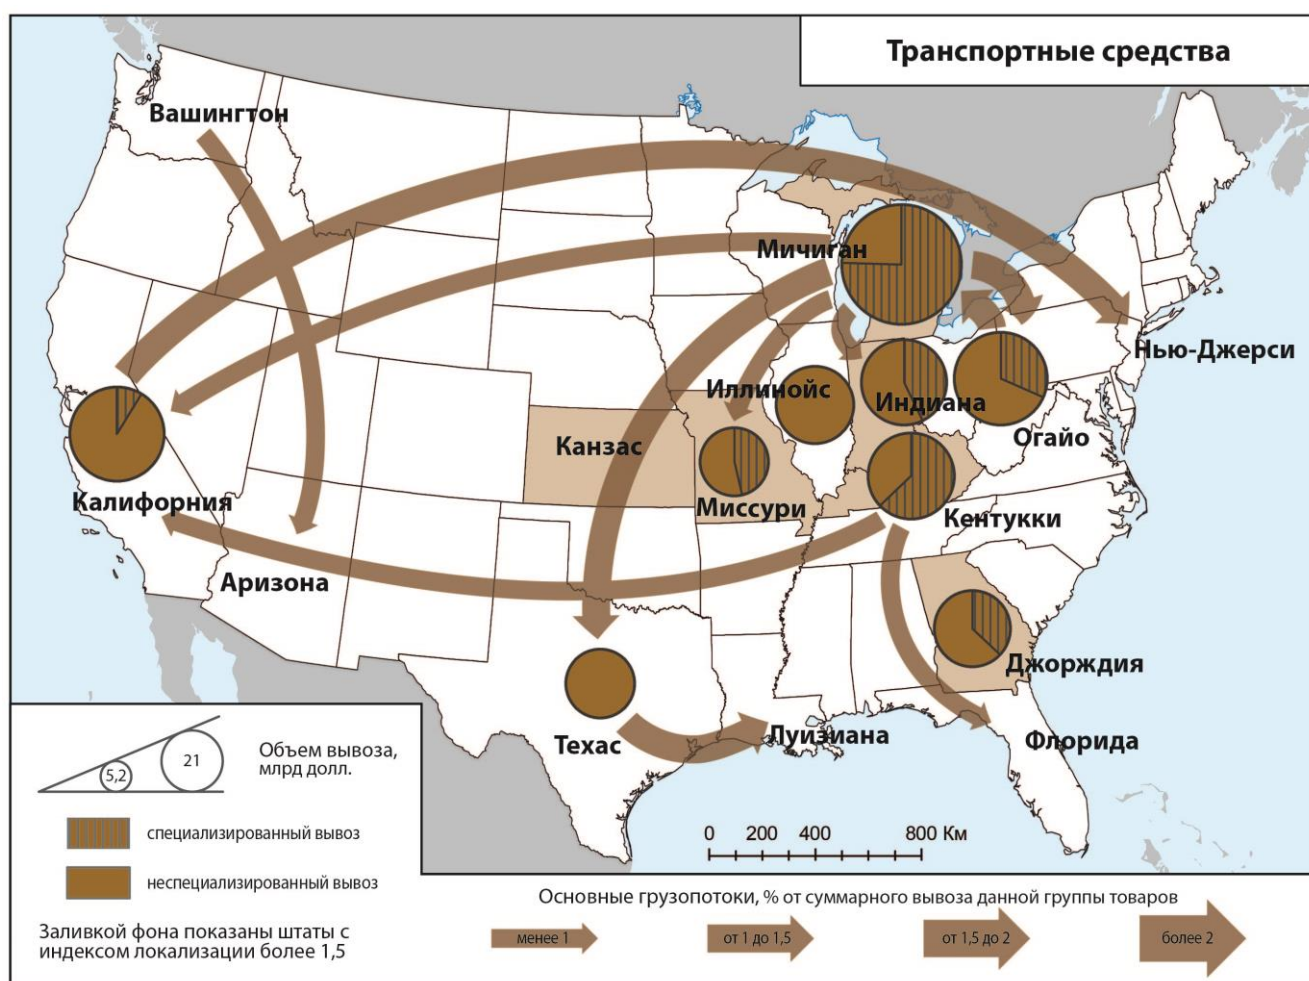 Транспортные средства
Вашингтон
Мичиган
Нью-Джерси
Иллинойс
Индиана
Огайо
Канзас
Миссури
Калифорния
Кентукки
Аризона
Джорждия
Техас
Луизиана
Флорида
5,2
21
Объем вывоза,
млрд долл.
специализированный вывоз
неспециализированный вывоз
Заливкой фона показаны штаты с
индексом локализации более 1,5
0 200 400 800 Км
Основные грузопотоки, % от суммарного вывоза данной группы товаров
менее 1
от 1 до 1,5
от 1,5 до 2
более 2